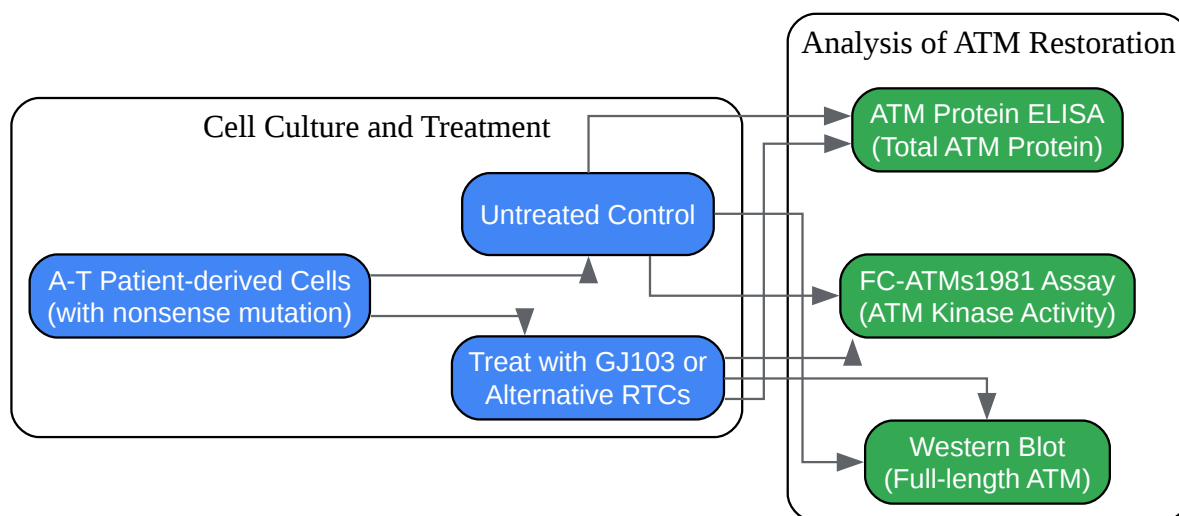 Analysis of ATM Restoration
Cell Culture and Treatment
ATM Protein ELISA
(Total ATM Protein)
Untreated Control
A-T Patient-derived Cells
(with nonsense mutation)
FC-ATMs1981 Assay
(ATM Kinase Activity)
Treat with GJ103 or
Alternative RTCs
Western Blot
(Full-length ATM)